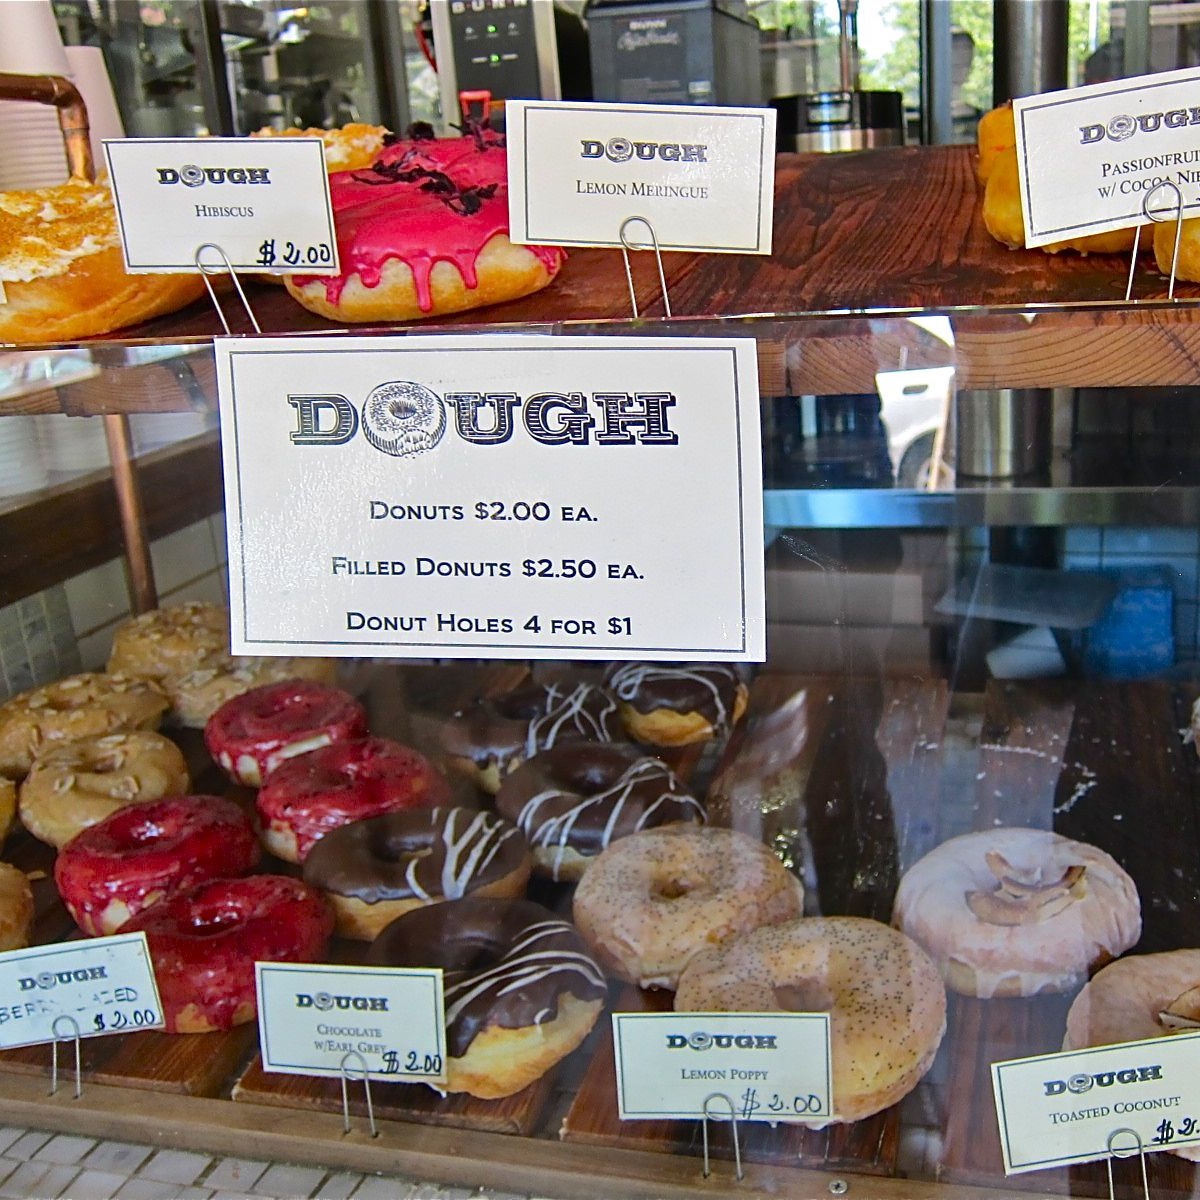 BUNN
DOUGH
HIBISCUS
$2.00
DOUGH
LEMON MERINGUE
DOUGH
W/ COCOA
DOUGH
DONUTS $2.00 EA.
FILLED DONUTS $2.50 EA.
DONUT HOLES 4 FOR $1
DOUGH
$2.00
DOUGH
CHOCOLATE
W/EARL GREY
$2.00
DOUGH
LEMON POPPY
$2.00
DOUGH
TOASTED COCONUT